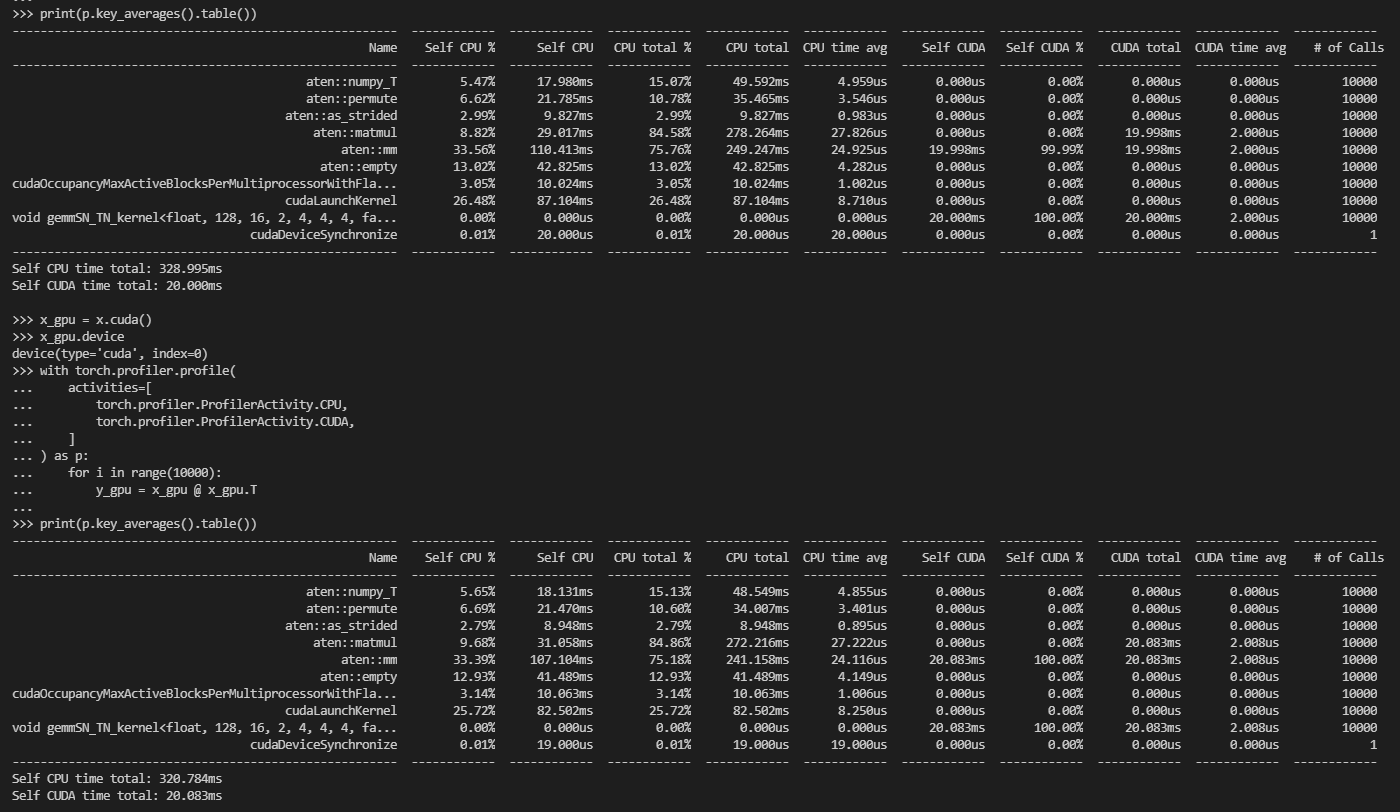 >>> print(p.key_averages().table())
-------------------------------------------------------  ------------  ------------  ------------  ------------  ------------  ------------  ------------  ------------  ------------  ------------
Name    Self CPU %      Self CPU   CPU total %     CPU total  CPU time avg     Self CUDA   Self CUDA %    CUDA total  CUDA time avg    # of Calls
-------------------------------------------------------  ------------  ------------  ------------  ------------  ------------  ------------  ------------  ------------  ------------  ------------
aten::numpy_T         5.47%      17.980ms        15.07%      49.592ms       4.959us       0.000us         0.00%       0.000us       0.000us         10000
aten::permute         6.62%      21.785ms        10.78%      35.465ms       3.546us       0.000us         0.00%       0.000us       0.000us         10000
aten::as_strided         2.99%       9.827ms         2.99%       9.827ms       0.983us       0.000us         0.00%       0.000us       0.000us         10000
aten::matmul         8.82%      29.017ms        84.58%     278.264ms      27.826us       0.000us         0.00%      19.998ms       2.000us         10000
aten::mm        33.56%     110.413ms        75.76%     249.247ms      24.925us      19.998ms        99.99%      19.998ms       2.000us         10000
aten::empty        13.02%      42.825ms        13.02%      42.825ms       4.282us       0.000us         0.00%       0.000us       0.000us         10000
cudaOccupancyMaxActiveBlocksPerMultiprocessorWithFla...         3.05%      10.024ms         3.05%      10.024ms       1.002us       0.000us         0.00%       0.000us       0.000us         10000
cudaLaunchKernel        26.48%      87.104ms        26.48%      87.104ms       8.710us       0.000us         0.00%       0.000us       0.000us         10000
void gemmSN_TN_kernel<float, 128, 16, 2, 4, 4, 4, fa...         0.00%       0.000us         0.00%       0.000us       0.000us      20.000ms       100.00%      20.000ms       2.000us         10000
cudaDeviceSynchronize         0.01%      20.000us         0.01%      20.000us      20.000us       0.000us         0.00%       0.000us       0.000us             1
-------------------------------------------------------  ------------  ------------  ------------  ------------  ------------  ------------  ------------  ------------  ------------  ------------
Self CPU time total: 328.995ms
Self CUDA time total: 20.000ms
>>> x_gpu = x.cuda()
>>> x_gpu.device
device(type='cuda', index=0)
>>> with torch.profiler.profile(
...     activities=[
...         torch.profiler.ProfilerActivity.CPU,
...         torch.profiler.ProfilerActivity.CUDA,
...     ]
... ) as p:
...     for i in range(10000):
...         y_gpu = x_gpu @ x_gpu.T
...
>>> print(p.key_averages().table())
-------------------------------------------------------  ------------  ------------  ------------  ------------  ------------  ------------  ------------  ------------  ------------  ------------
Name    Self CPU %      Self CPU   CPU total %     CPU total  CPU time avg     Self CUDA   Self CUDA %    CUDA total  CUDA time avg    # of Calls
-------------------------------------------------------  ------------  ------------  ------------  ------------  ------------  ------------  ------------  ------------  ------------  ------------
aten::numpy_T         5.65%      18.131ms        15.13%      48.549ms       4.855us       0.000us         0.00%       0.000us       0.000us         10000
aten::permute         6.69%      21.470ms        10.60%      34.007ms       3.401us       0.000us         0.00%       0.000us       0.000us         10000
aten::as_strided         2.79%       8.948ms         2.79%       8.948ms       0.895us       0.000us         0.00%       0.000us       0.000us         10000
aten::matmul         9.68%      31.058ms        84.86%     272.216ms      27.222us       0.000us         0.00%      20.083ms       2.008us         10000
aten::mm        33.39%     107.104ms        75.18%     241.158ms      24.116us      20.083ms       100.00%      20.083ms       2.008us         10000
aten::empty        12.93%      41.489ms        12.93%      41.489ms       4.149us       0.000us         0.00%       0.000us       0.000us         10000
cudaOccupancyMaxActiveBlocksPerMultiprocessorWithFla...         3.14%      10.063ms         3.14%      10.063ms       1.006us       0.000us         0.00%       0.000us       0.000us         10000
cudaLaunchKernel        25.72%      82.502ms        25.72%      82.502ms       8.250us       0.000us         0.00%       0.000us       0.000us         10000
void gemmSN_TN_kernel<float, 128, 16, 2, 4, 4, 4, fa...         0.00%       0.000us         0.00%       0.000us       0.000us      20.083ms       100.00%      20.083ms       2.008us         10000
cudaDeviceSynchronize         0.01%      19.000us         0.01%      19.000us      19.000us       0.000us         0.00%       0.000us       0.000us             1
-------------------------------------------------------  ------------  ------------  ------------  ------------  ------------  ------------  ------------  ------------  ------------  ------------
Self CPU time total: 320.784ms
Self CUDA time total: 20.083ms